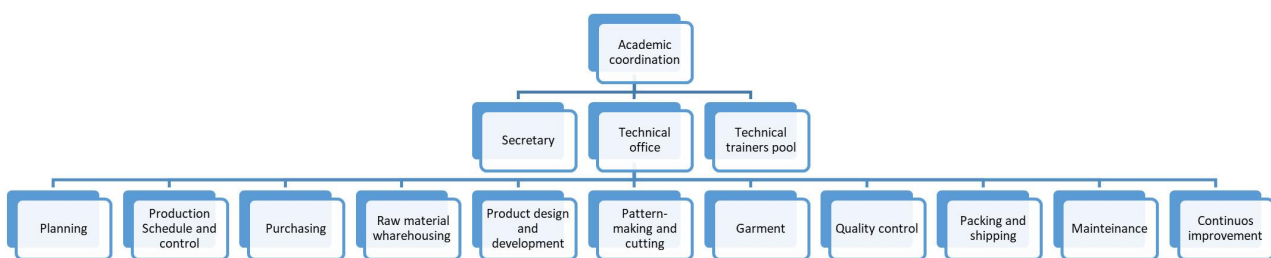 Academic
coordination
Secretary
Technical
office
Technical
trainers pool
Planning
Production
Schedule and
control
Purchasing
Raw material
wharehousing
Product design
and
development
Pattern-
making and
cutting
Garment
Quality control
Packing and
shipping
Mainteinance
Continuos
improvement